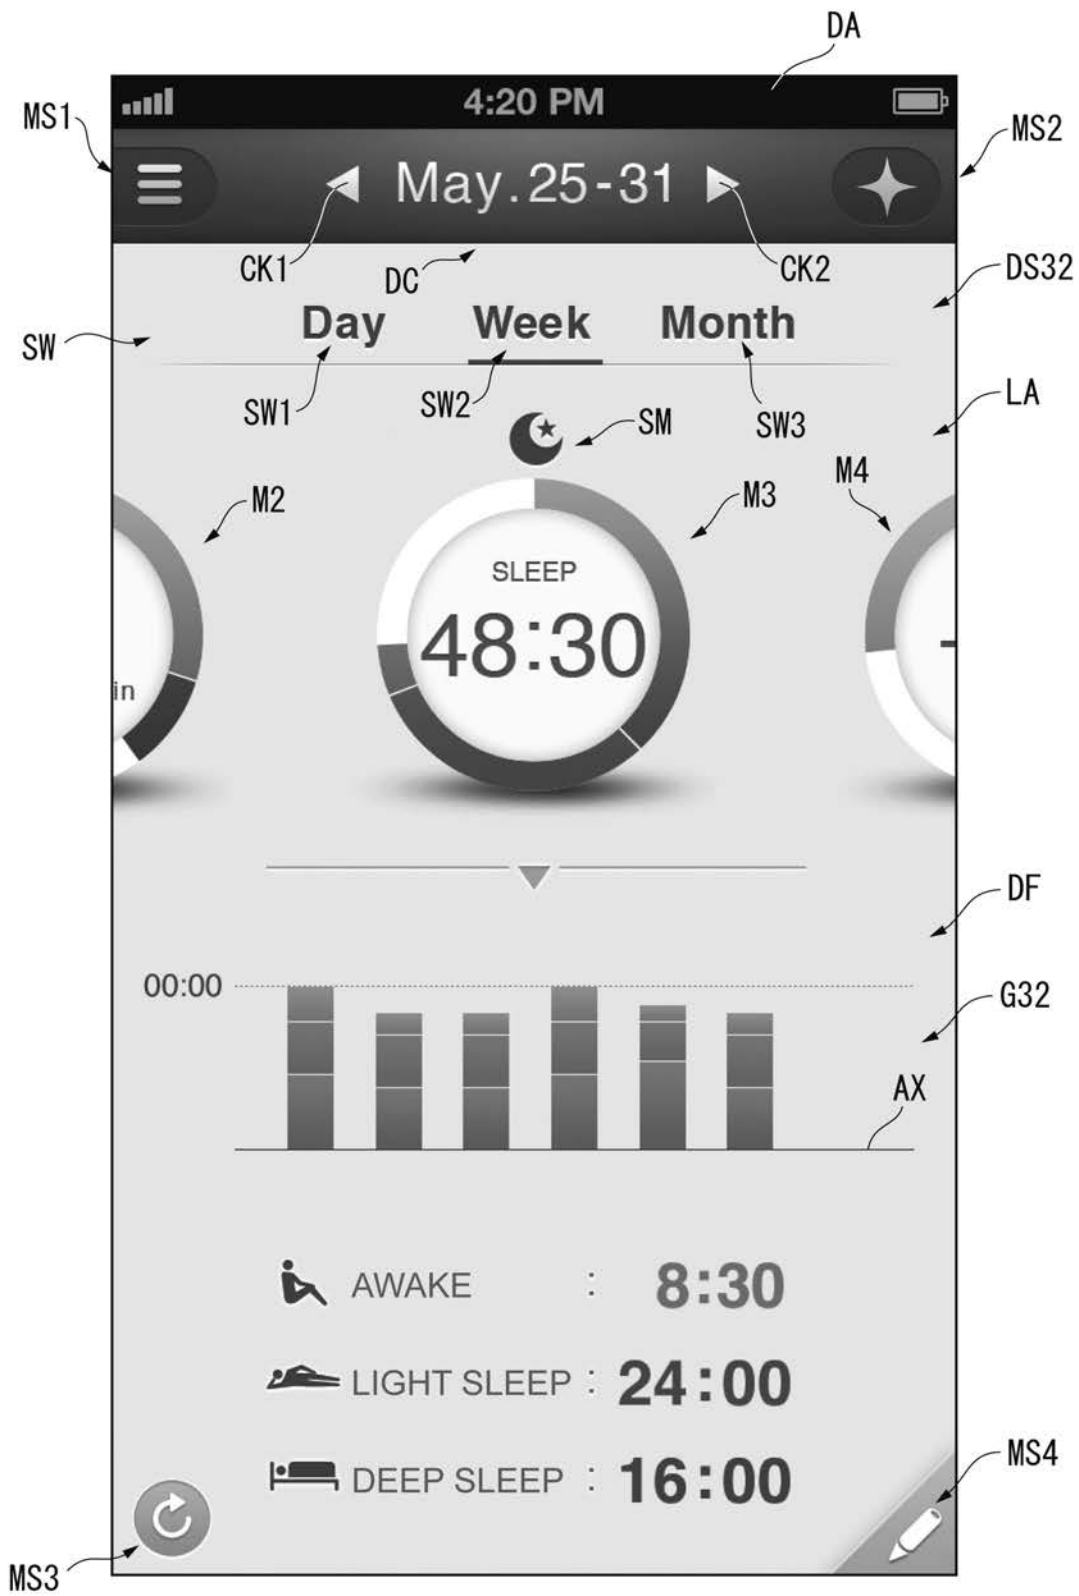 DA
MS1
4:20 PM
MS2
May. 25-31
CK1
DC
CK2
DS32
SW
Day
Week
Month
SW1
SW2
SM
SW3
LA
M2
M3
M4
SLEEP
48:30
in
DF
00:00
G32
AX
AWAKE : 8:30
LIGHT SLEEP : 24:00
DEEP SLEEP : 16:00
MS4
MS3